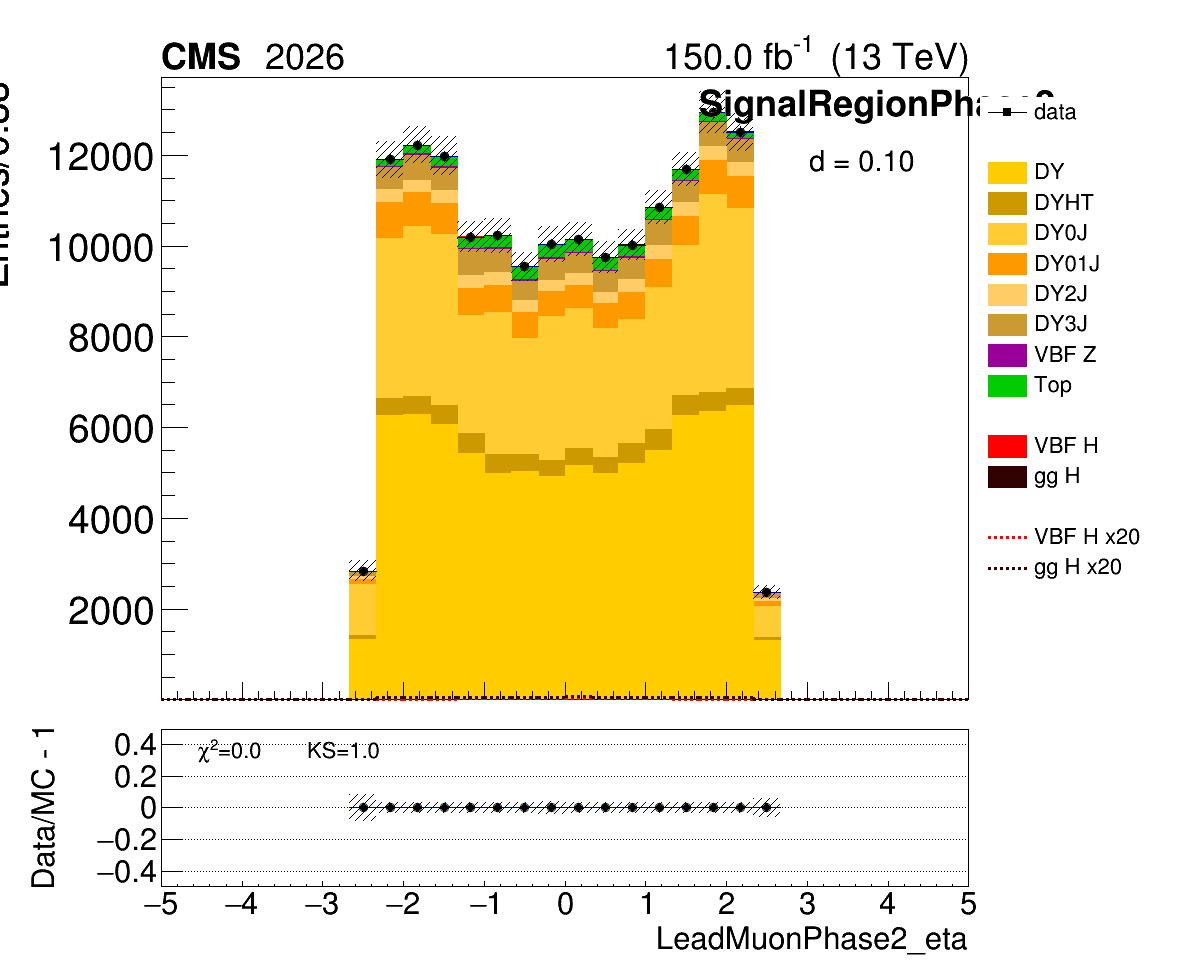 CMS 2026 150.0 fb-1 (13 TeV)
SignalRegionPhase2
d = 0.10
data
DY
DYHT
DY0J
DY01J
DY2J
DY3J
VBF Z
Top
VBF H
gg H
VBF H x20
gg H x20
12000
10000
8000
6000
4000
2000
χ2=0.0 KS=1.0
Data/MC - 1
0.4
0.2
0
−0.2
−0.4
−5 −4 −3 −2 −1 0 1 2 3 4 5
LeadMuonPhase2_eta